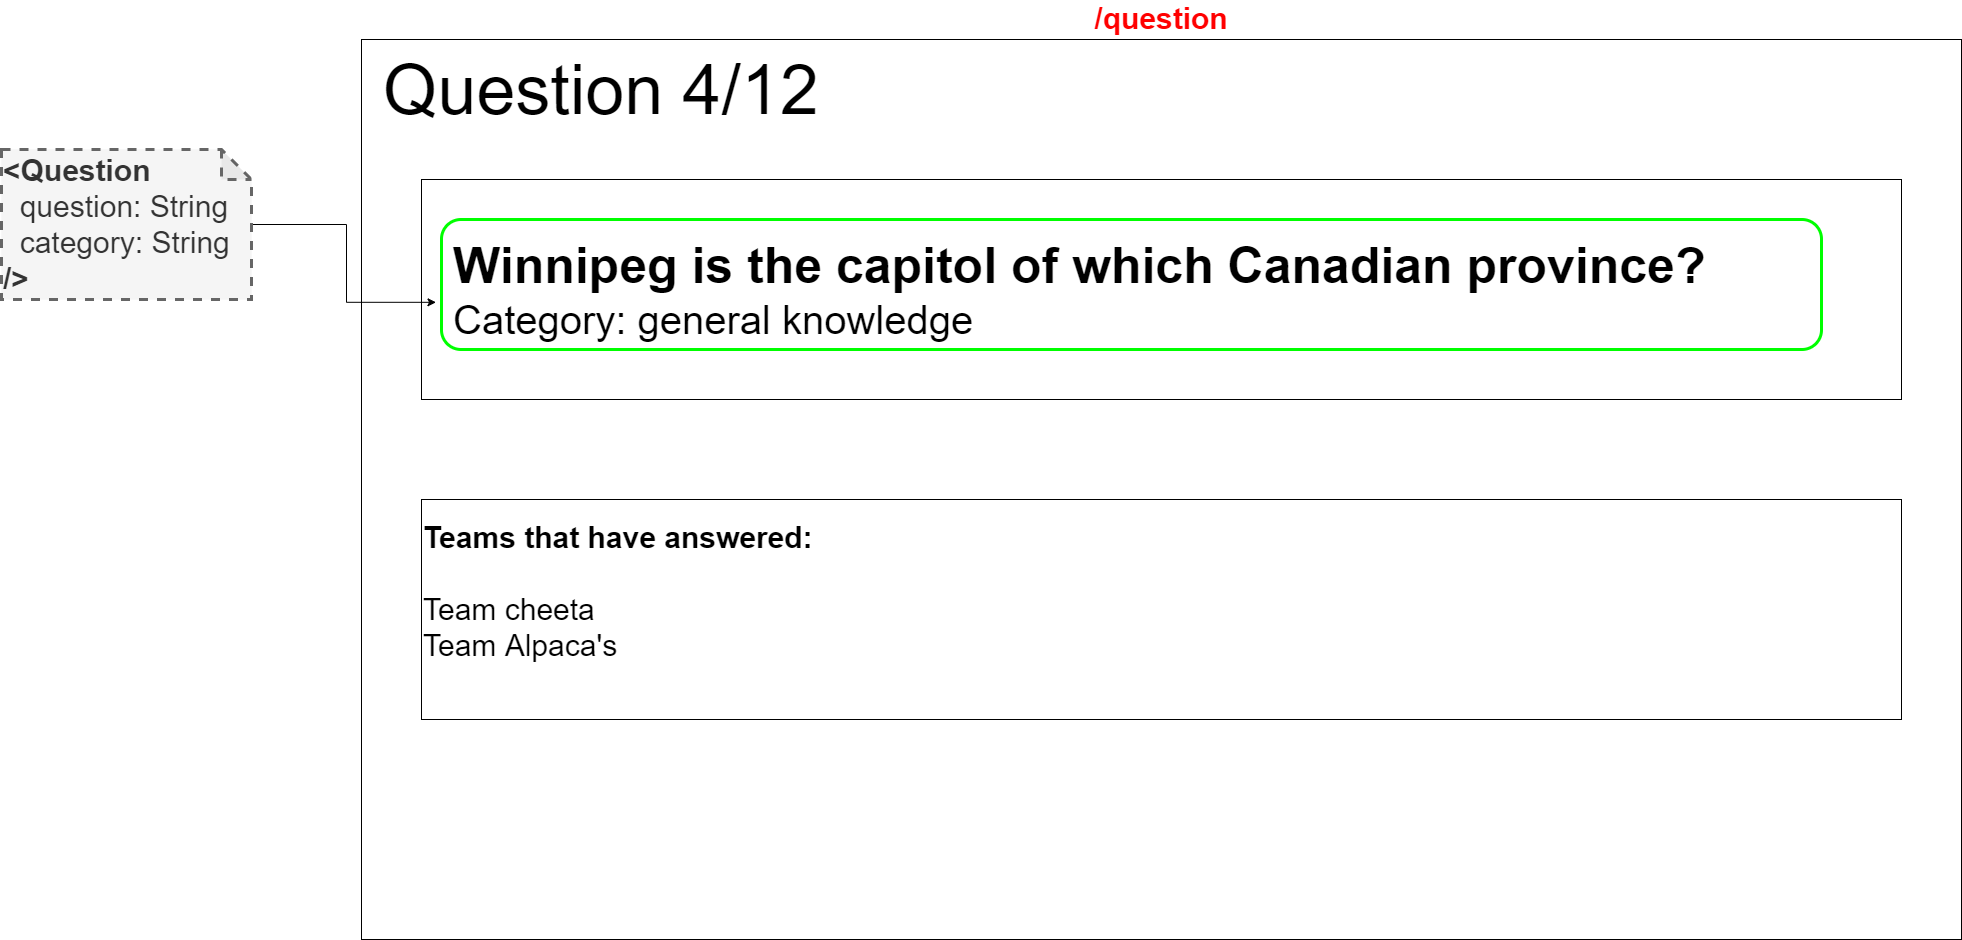 /question
Question 4/12
<Question
question: String
category: String
/>
Winnipeg is the capitol of which Canadian province?
Category: general knowledge
Teams that have answered:
Team cheeta
Team Alpaca's